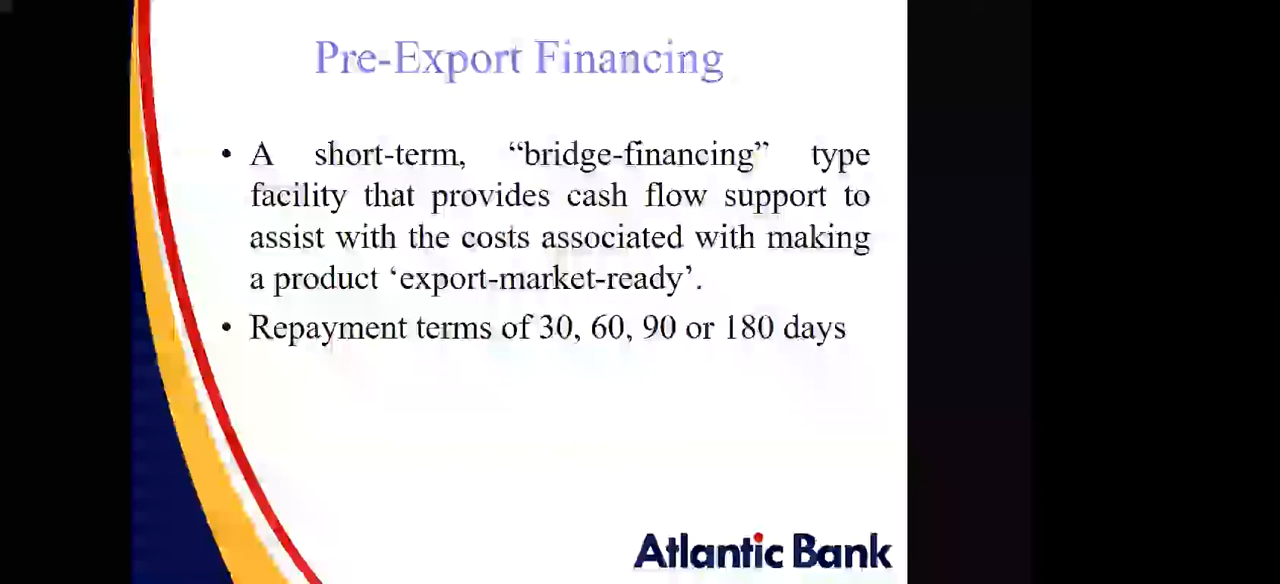 Pre-Export Financing
• A short-term, “bridge-financing” type
facility that provides cash flow support to
assist with the costs associated with making
a product ‘export-market-ready’.
• Repayment terms of 30, 60, 90 or 180 days
Atlantic Bank